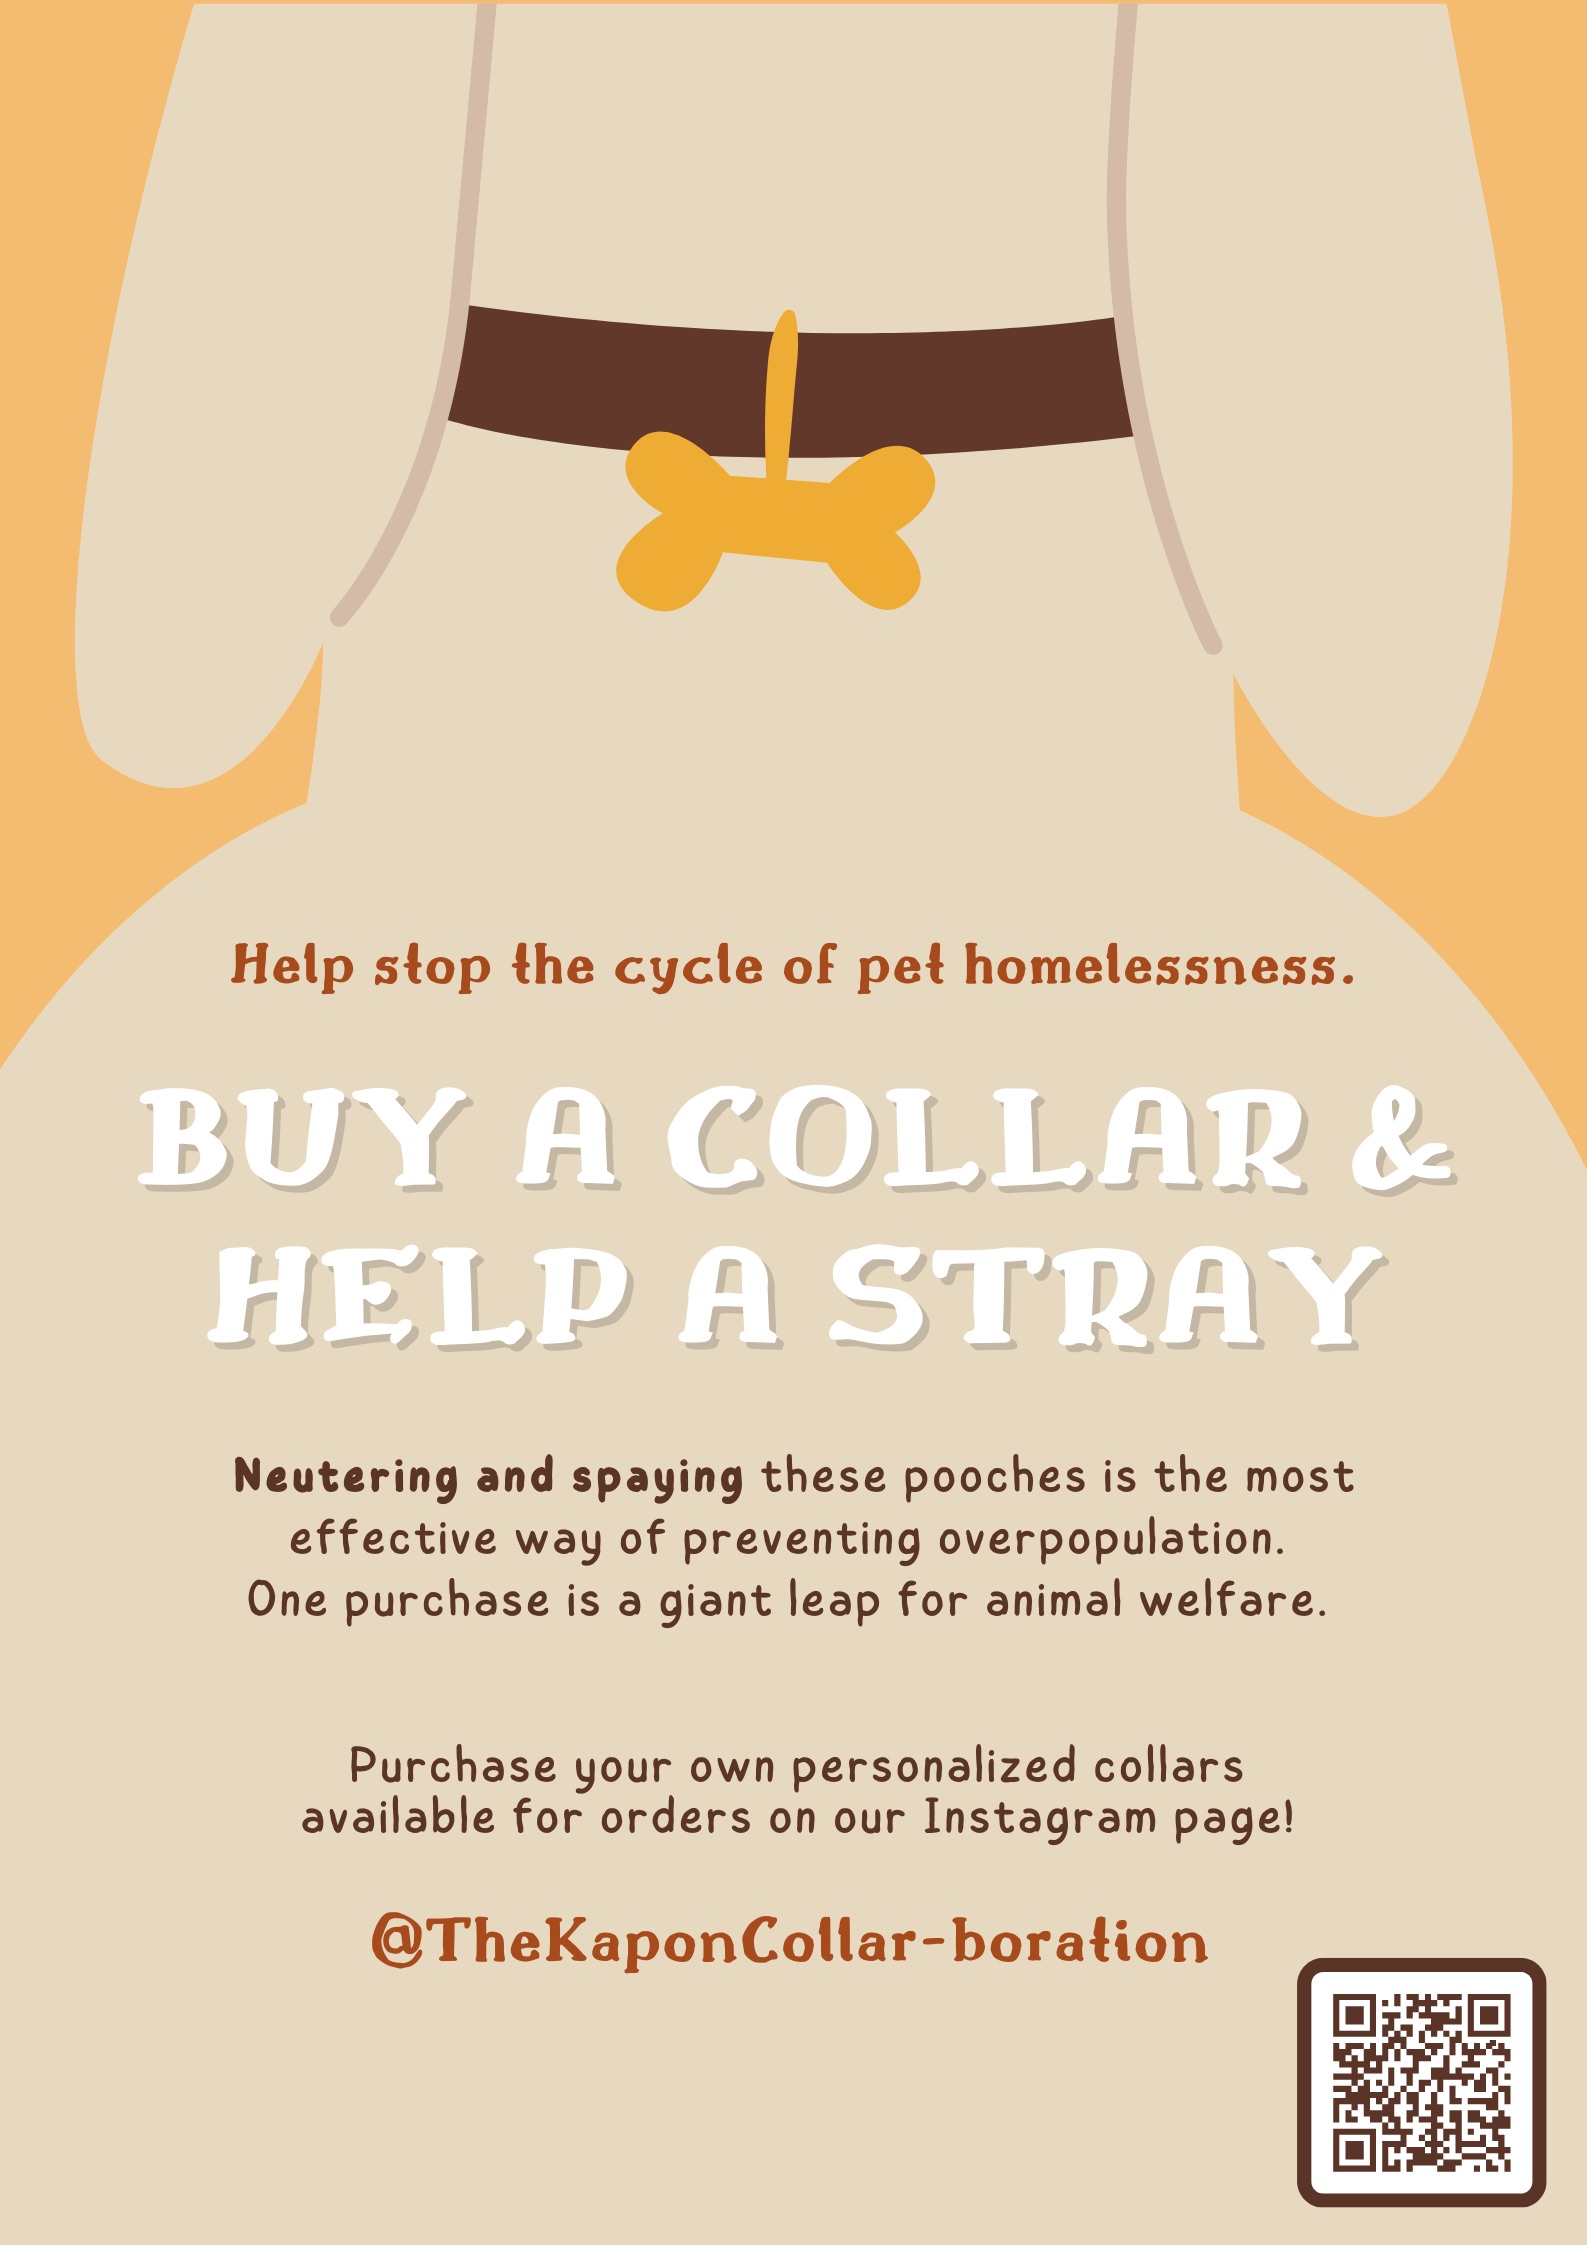 Help stop the cycle of pet homelessness.
BUY A COLLAR &
HELP A STRAY
Neutering and spaying these pooches is the most
effective way of preventing overpopulation.
One purchase is a giant leap for animal welfare.
Purchase your own personalized collars
available for orders on our Instagram page!
@TheKaponCollar-boration